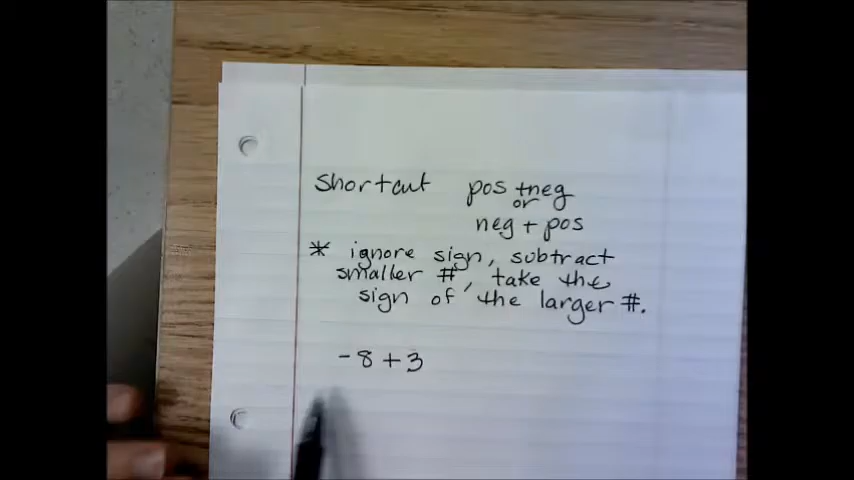 shortcut pos + neg
or
neg + pos
* ignore sign, subtract
smaller #, take the
sign of the larger #.
-8 + 3